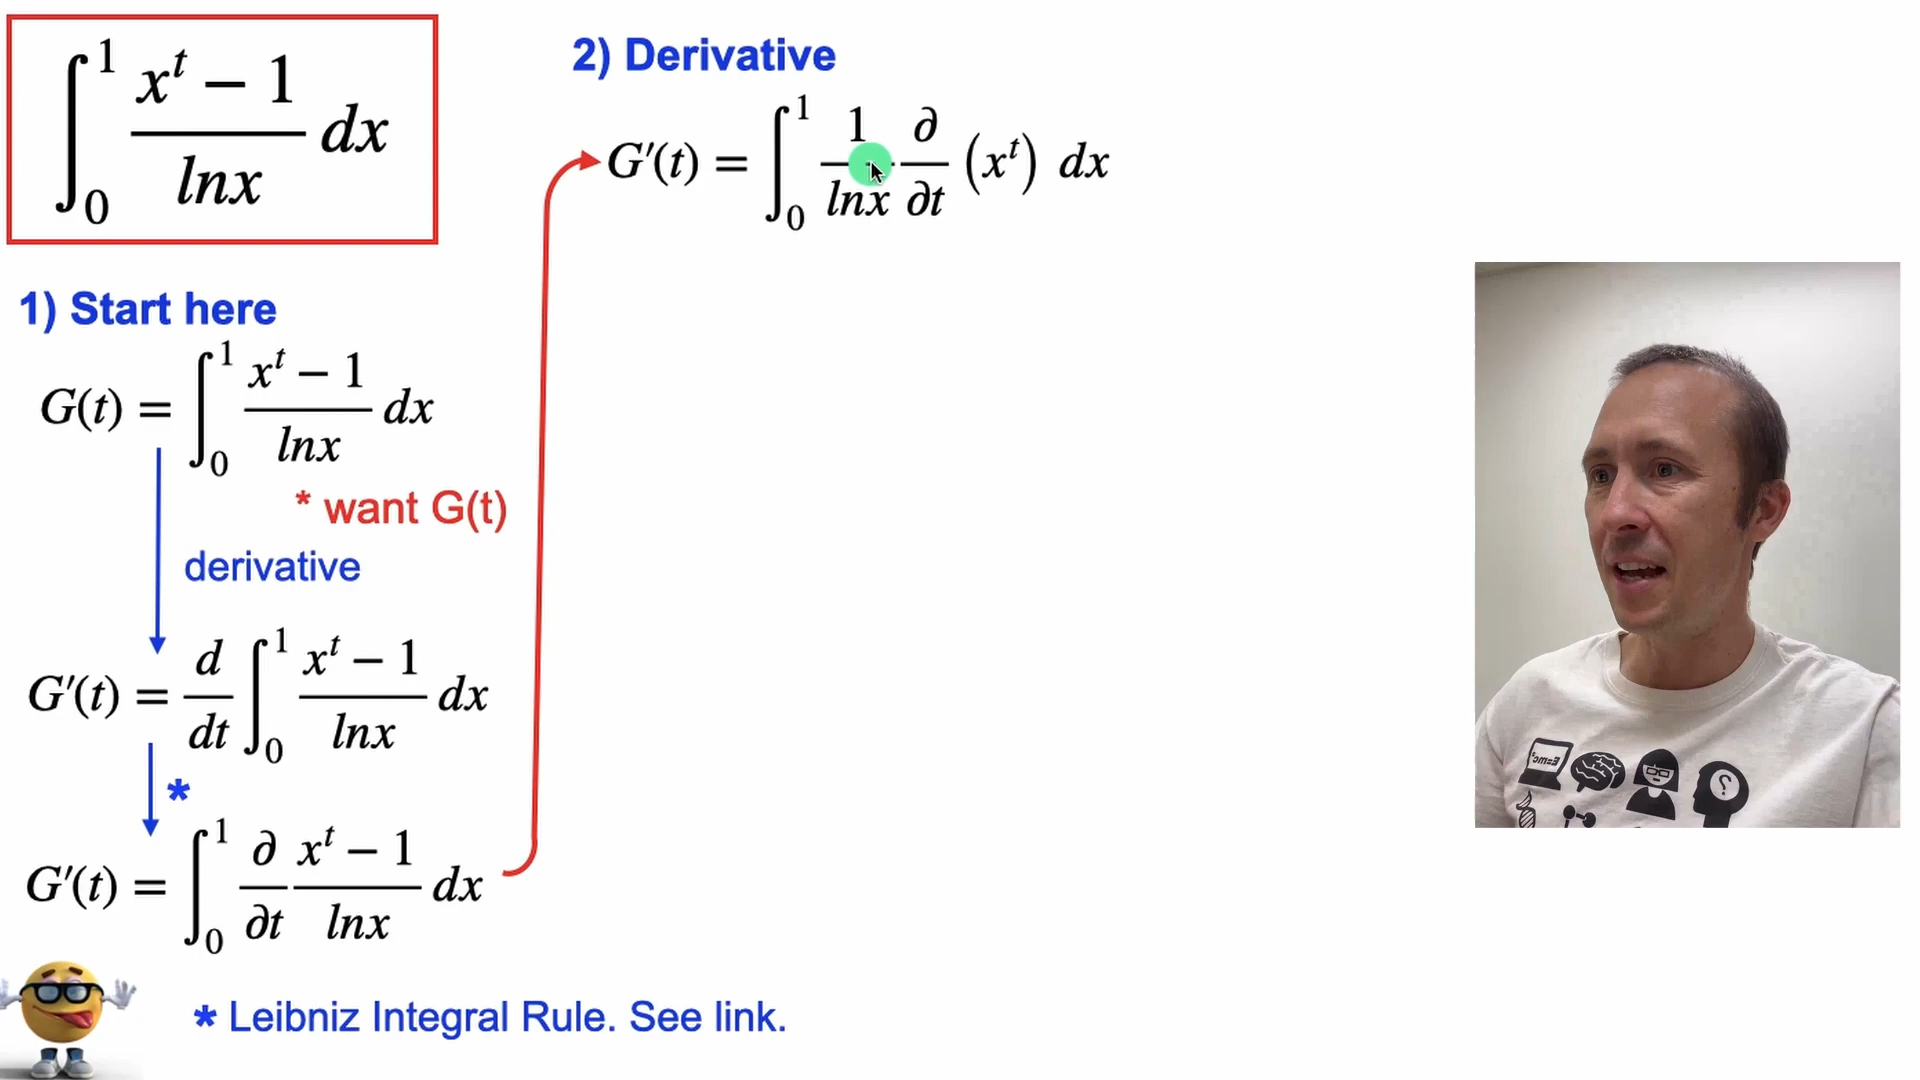 ∫₀¹ (xᵗ − 1)/lnx dx
1) Start here
G(t) = ∫₀¹ (xᵗ − 1)/lnx dx
* want G(t)
derivative
G′(t) = d/dt ∫₀¹ (xᵗ − 1)/lnx dx
*
G′(t) = ∫₀¹ ∂/∂t (xᵗ − 1)/lnx dx
* Leibniz Integral Rule. See link.
2) Derivative
G′(t) = ∫₀¹ 1/lnx ∂/∂t (xᵗ) dx